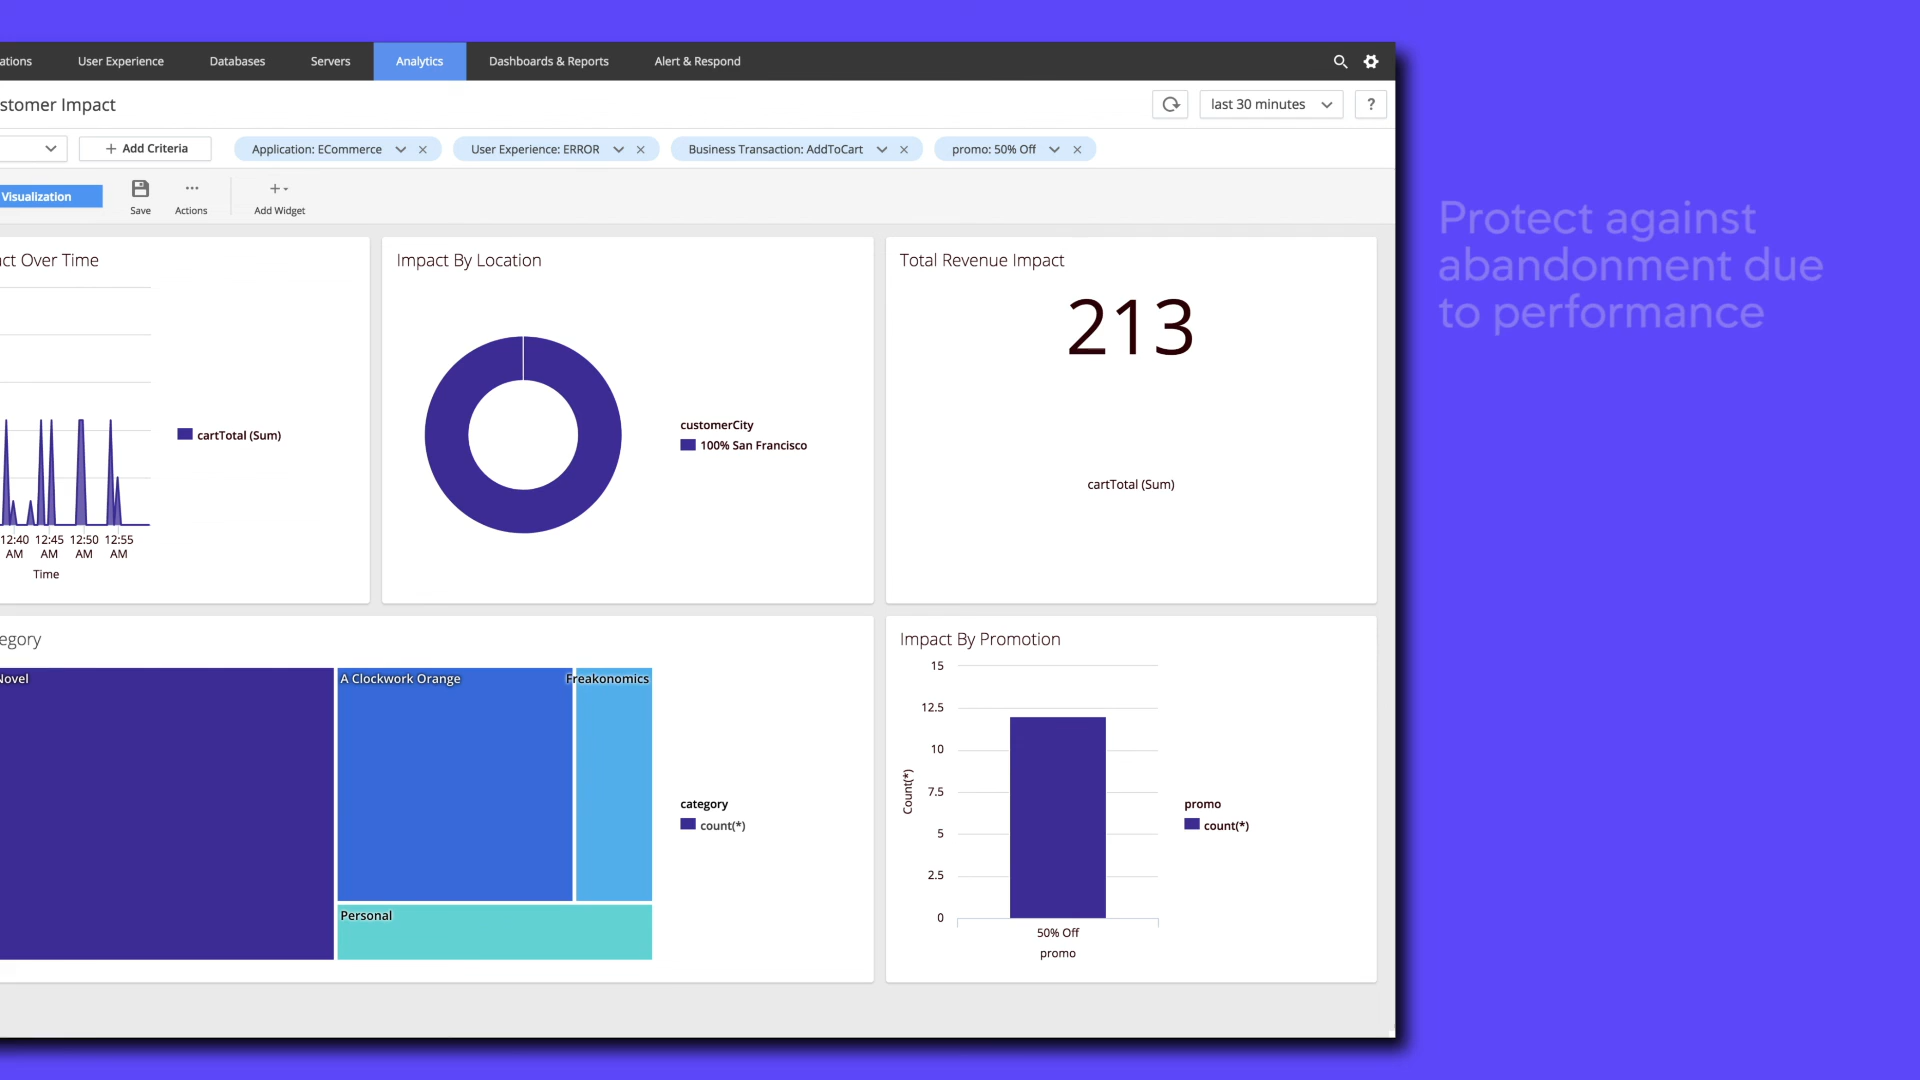 ations User Experience Databases Servers Analytics Dashboards & Reports Alert & Respond
stomer Impact last 30 minutes ?
+ Add Criteria Application: ECommerce User Experience: ERROR Business Transaction: AddToCart promo: 50% Off
Visualization Save Actions Add Widget
Protect against
abandonment due
to performance
ct Over Time
cartTotal (Sum)
12:40 AM 12:45 AM 12:50 AM 12:55 AM
Time
Impact By Location
customerCity
100% San Francisco
Total Revenue Impact
213
cartTotal (Sum)
egory
Novel
A Clockwork Orange
Freakonomics
Personal
category
count(*)
Impact By Promotion
15
12.5
10
7.5
5
2.5
0
Count(*)
50% Off
promo
promo
count(*)